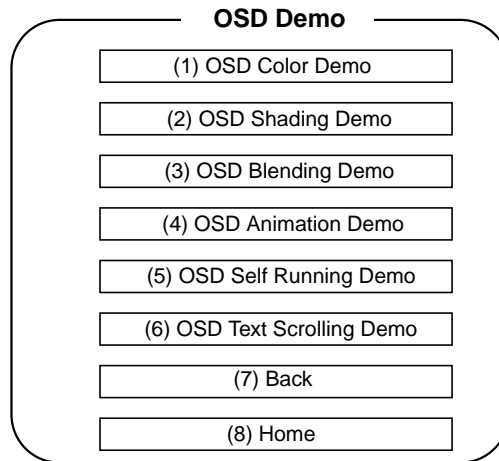 OSD Demo
(1) OSD Color Demo
(2) OSD Shading Demo
(3) OSD Blending Demo
(4) OSD Animation Demo
(5) OSD Self Running Demo
(6) OSD Text Scrolling Demo
(7) Back
(8) Home